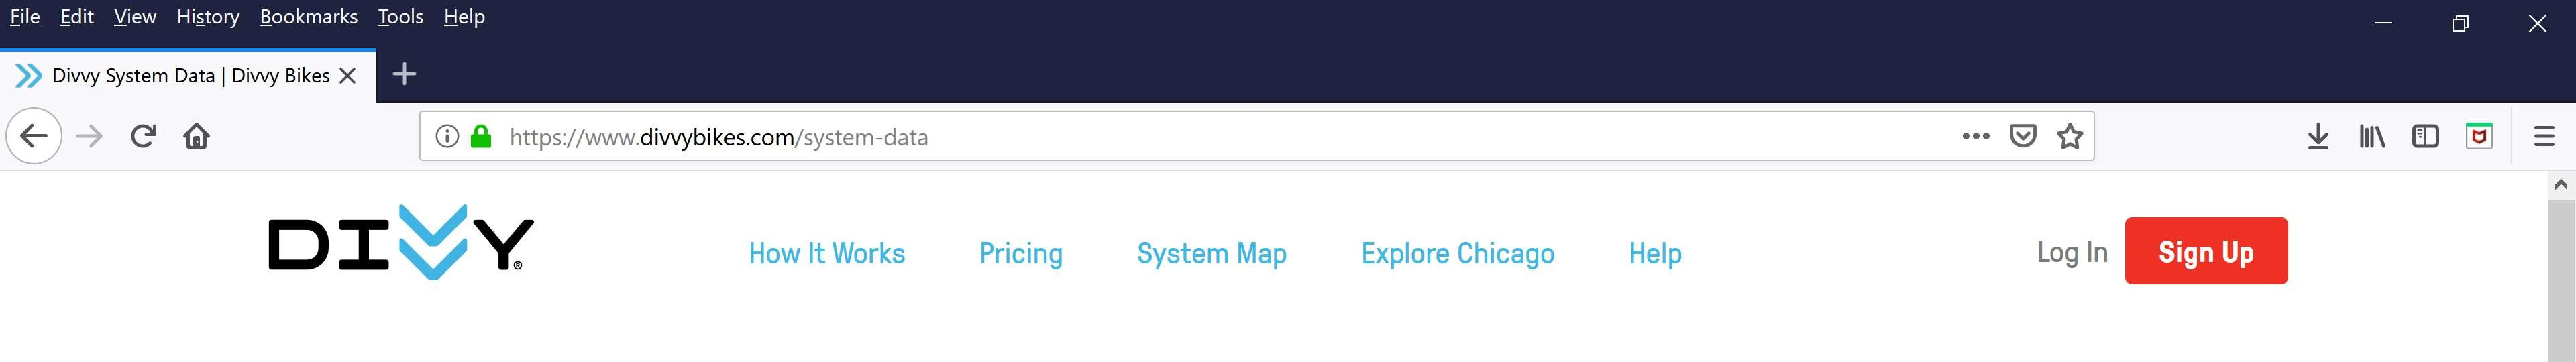 File Edit View History Bookmarks Tools Help
Divvy System Data | Divvy Bikes
https://www.divvybikes.com/system-data
DIVVY®
How It Works Pricing System Map Explore Chicago Help Log In Sign Up